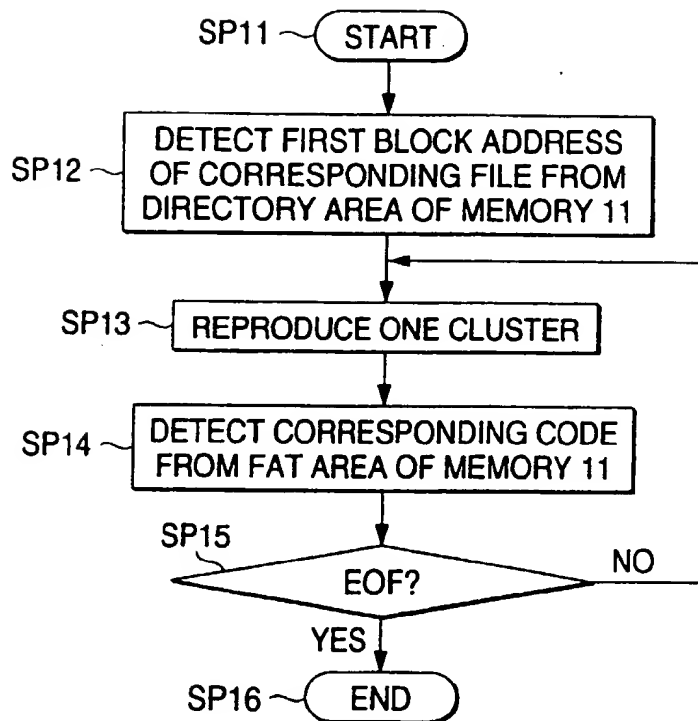 SP11 START
SP12 DETECT FIRST BLOCK ADDRESS
OF CORRESPONDING FILE FROM
DIRECTORY AREA OF MEMORY 11
SP13 REPRODUCE ONE CLUSTER
SP14 DETECT CORRESPONDING CODE
FROM FAT AREA OF MEMORY 11
SP15
EOF? NO
YES
SP16 END